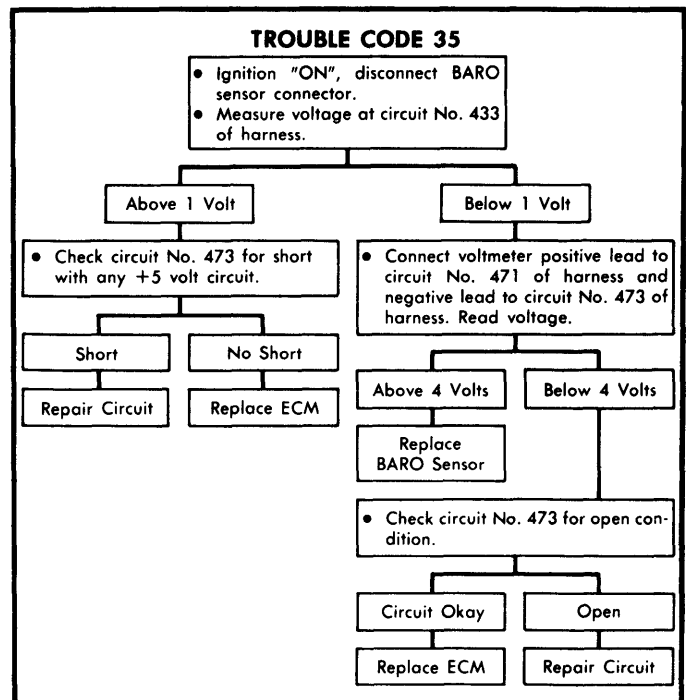 TROUBLE CODE 35
• Ignition "ON", disconnect BARO
sensor connector.
• Measure voltage at circuit No. 433
of harness.
Above 1 Volt
Below 1 Volt
• Check circuit No. 473 for short
with any +5 volt circuit.
• Connect voltmeter positive lead to
circuit No. 471 of harness and
negative lead to circuit No. 473 of
harness. Read voltage.
Short
No Short
Repair Circuit
Replace ECM
Above 4 Volts
Below 4 Volts
Replace
BARO Sensor
• Check circuit No. 473 for open con-
dition.
Circuit Okay
Open
Replace ECM
Repair Circuit